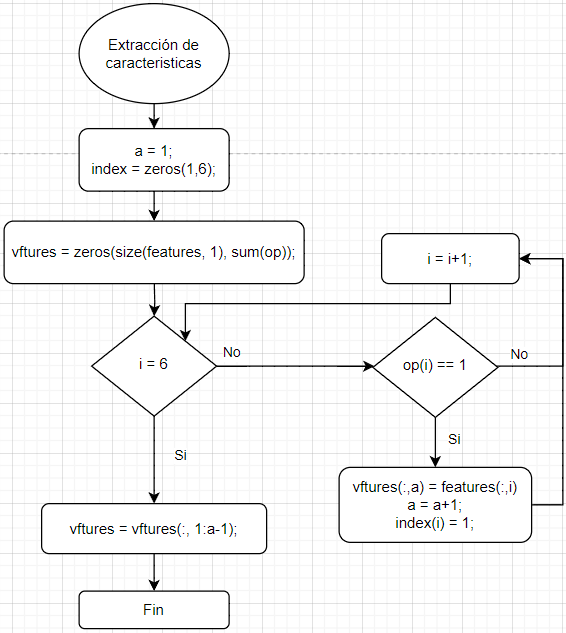 Extracción de
caracteristicas
a = 1;
index = zeros(1,6);
vftures = zeros(size(features, 1), sum(op));
i = i+1;
i = 6
No
op(i) == 1
No
Si
Si
vftures(:,a) = features(:,i)
a = a+1;
index(i) = 1;
vftures = vftures(:, 1:a-1);
Fin